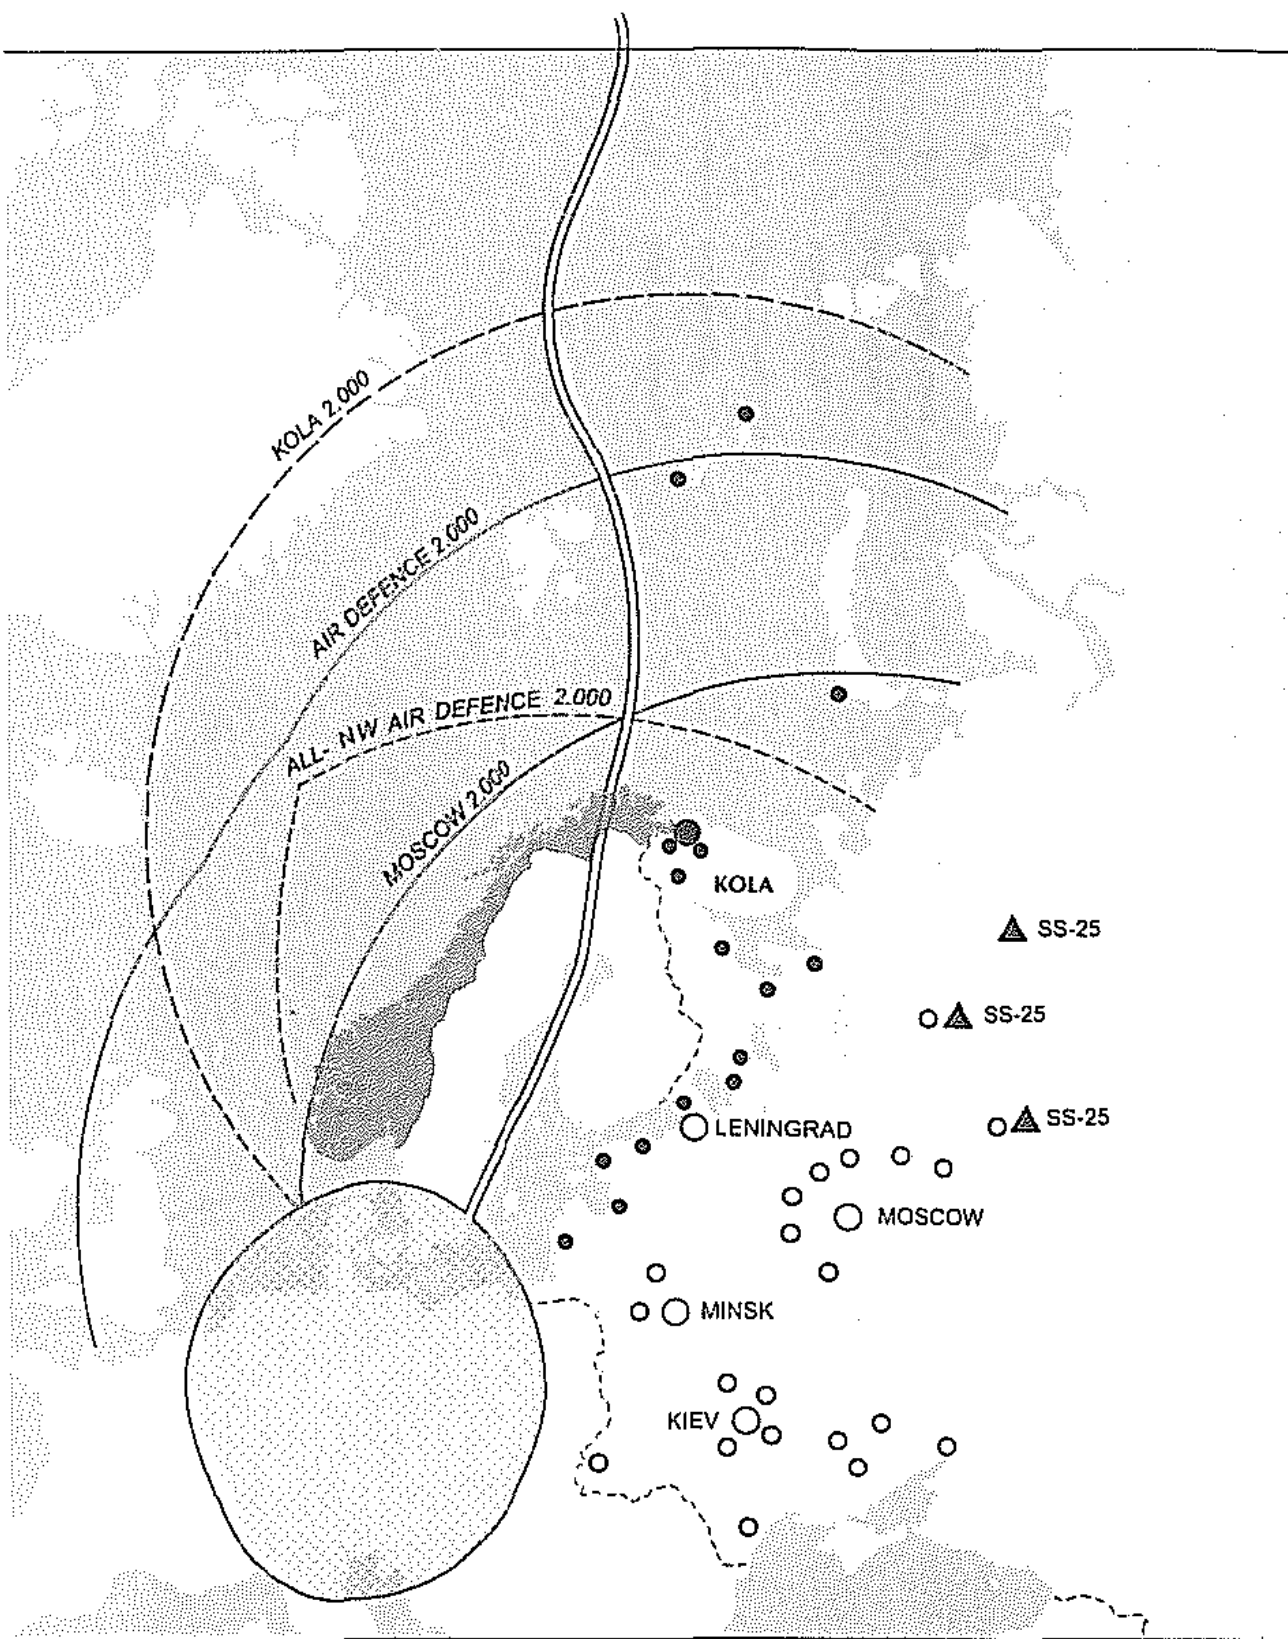 KOLA 2.000
AIR DEFENCE 2.000
ALL- NW AIR DEFENCE 2.000
MOSCOW 2.000
KOLA
SS-25
SS-25
SS-25
LENINGRAD
MOSCOW
MINSK
KIEV